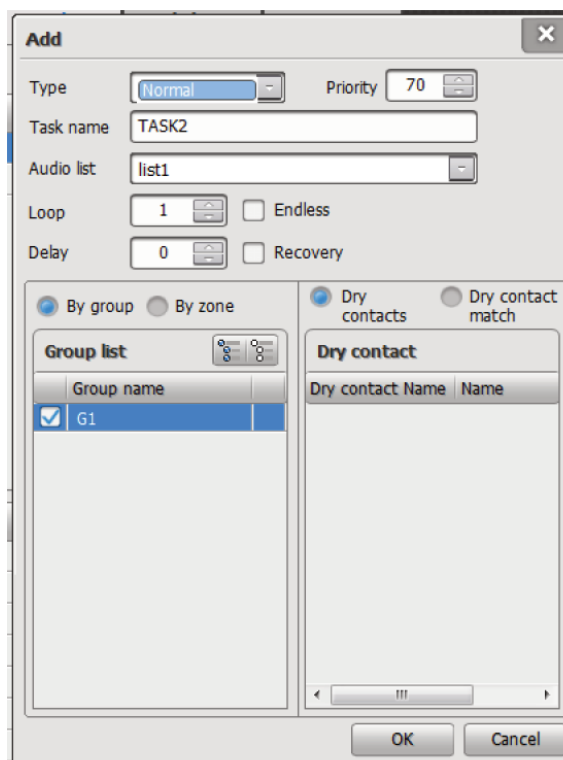 Add
Type Normal Priority 70
Task name TASK2
Audio list list1
Loop 1 Endless
Delay 0 Recovery
By group By zone
Dry contacts Dry contact match
Group list
Group name
G1
Dry contact
Dry contact Name Name
OK Cancel